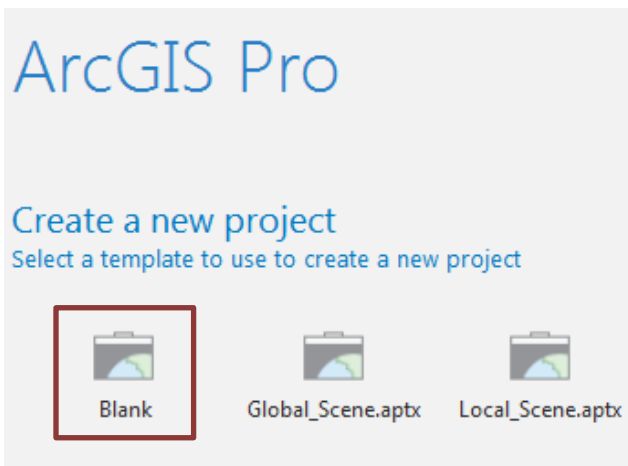 ArcGIS Pro
Create a new project
Select a template to use to create a new project
Blank Global_Scene.aptx Local_Scene.aptx